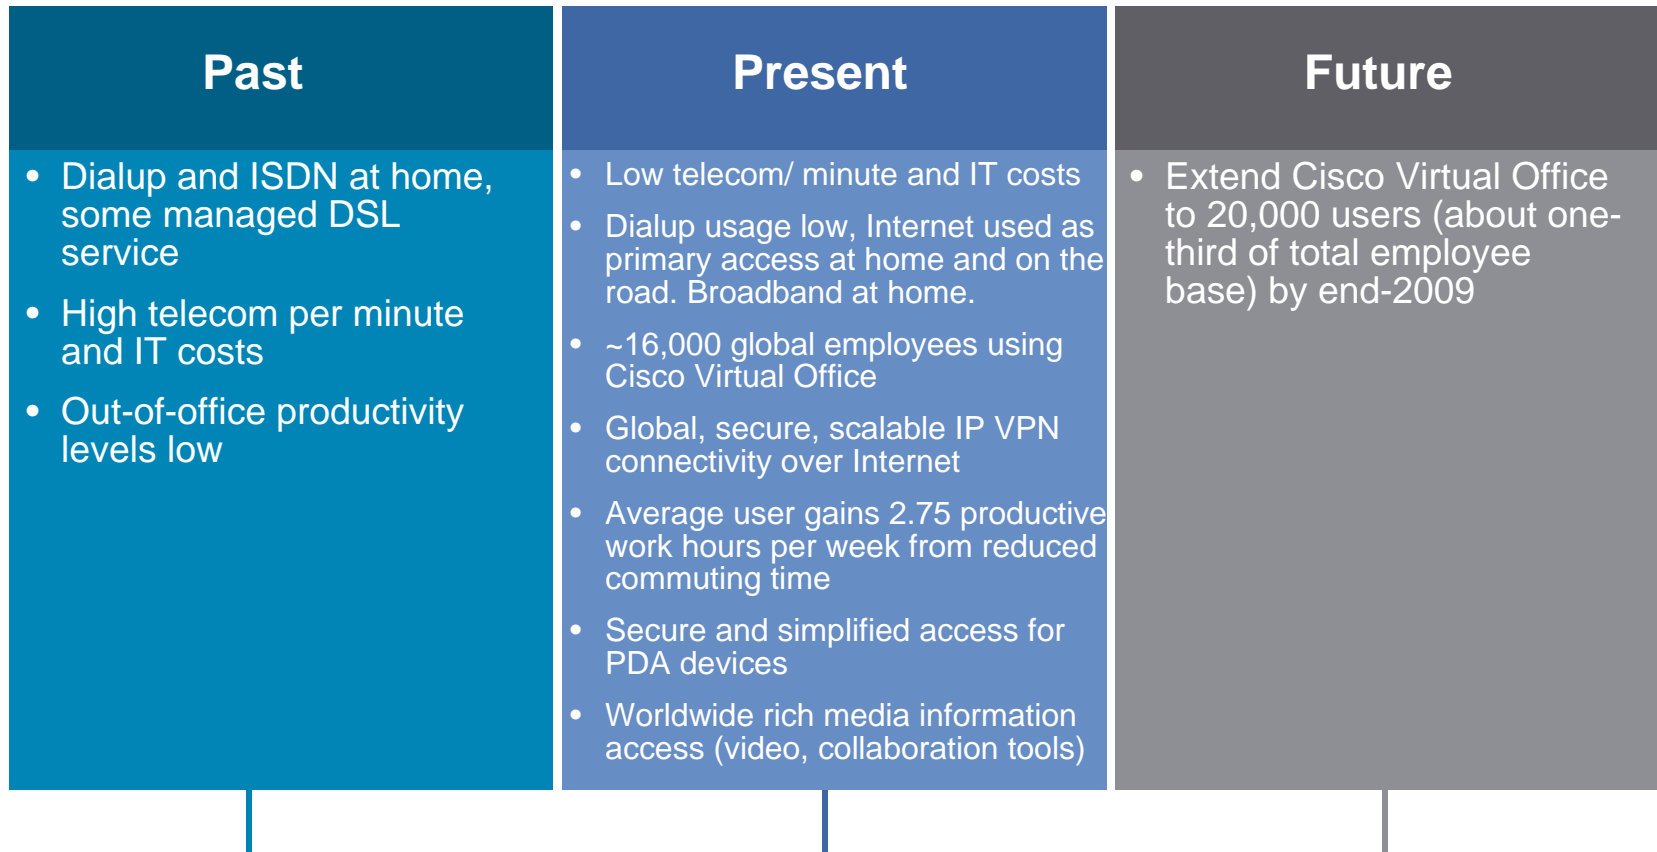 Past
• Dialup and ISDN at home,
some managed DSL
service
• High telecom per minute
and IT costs
• Out-of-office productivity
levels low
Present
• Low telecom/ minute and IT costs
• Dialup usage low, Internet used as
primary access at home and on the
road. Broadband at home.
• ~16,000 global employees using
Cisco Virtual Office
• Global, secure, scalable IP VPN
connectivity over Internet
• Average user gains 2.75 productive
work hours per week from reduced
commuting time
• Secure and simplified access for
PDA devices
• Worldwide rich media information
access (video, collaboration tools)
Future
• Extend Cisco Virtual Office
to 20,000 users (about one-
third of total employee
base) by end-2009